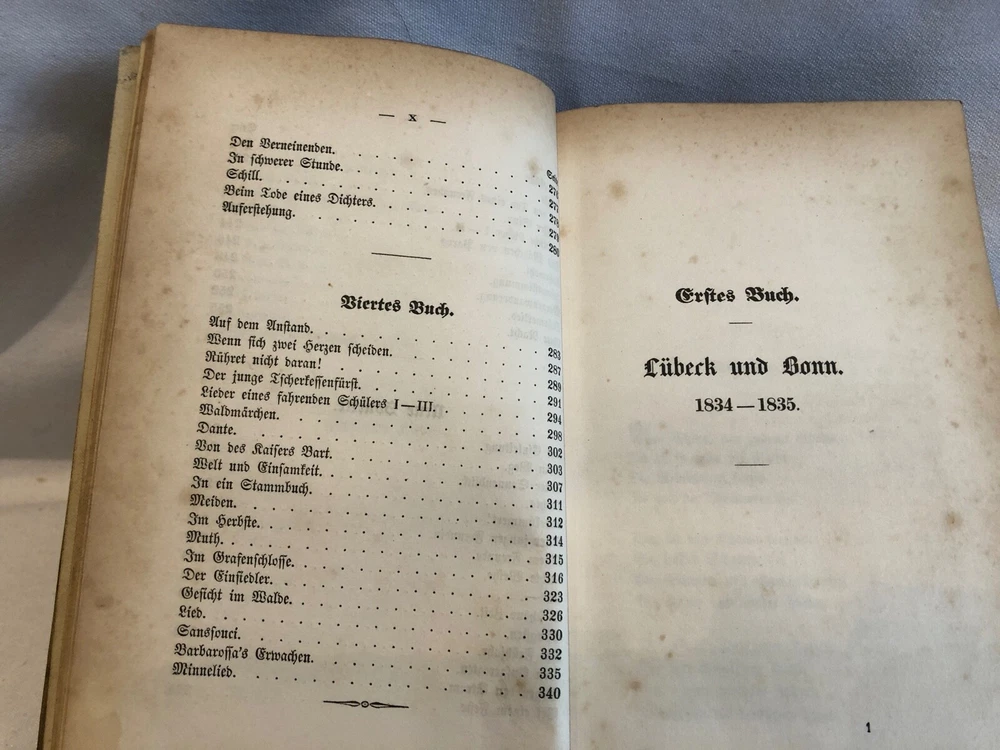 — X —
Den Verneinenden.
In schwerer Stunde.
Schill.
Beim Tode eines Dichters.
Auferstehung. 280
Viertes Buch.
Auf dem Anstand. 283
Wenn sich zwei Herzen scheiden. 287
Rühret nicht daran! 289
Der junge Tscherkessenfürst. 291
Lieder eines fahrenden Schülers I—III. 294
Waldmärchen. 298
Dante. 302
Von des Kaisers Bart. 303
Welt und Einsamkeit. 307
In ein Stammbuch. 311
Meiden. 312
Im Herbste. 314
Muth. 315
Im Grafenschlosse. 316
Der Einsiedler. 323
Gesicht im Walde. 326
Lied. 330
Sanssouci. 332
Barbarossa's Erwachen. 335
Minnelied. 340
Erstes Buch.
Lübeck und Bonn.
1834—1835.
1